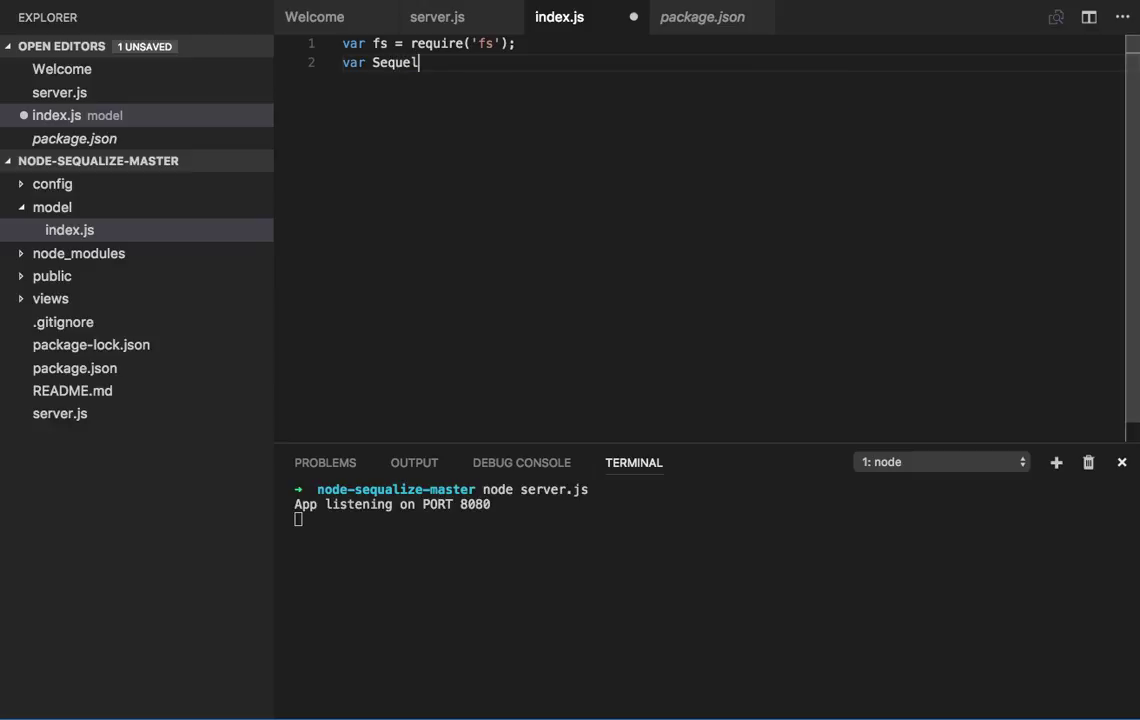 EXPLORER
OPEN EDITORS 1 UNSAVED
Welcome
server.js
index.js model
package.json
NODE-SEQUALIZE-MASTER
config
model
index.js
node_modules
public
views
.gitignore
package-lock.json
package.json
README.md
server.js
Welcome server.js index.js package.json
1 var fs = require('fs');
2 var Sequel
PROBLEMS OUTPUT DEBUG CONSOLE TERMINAL 1: node
→ node-sequalize-master node server.js
App listening on PORT 8080